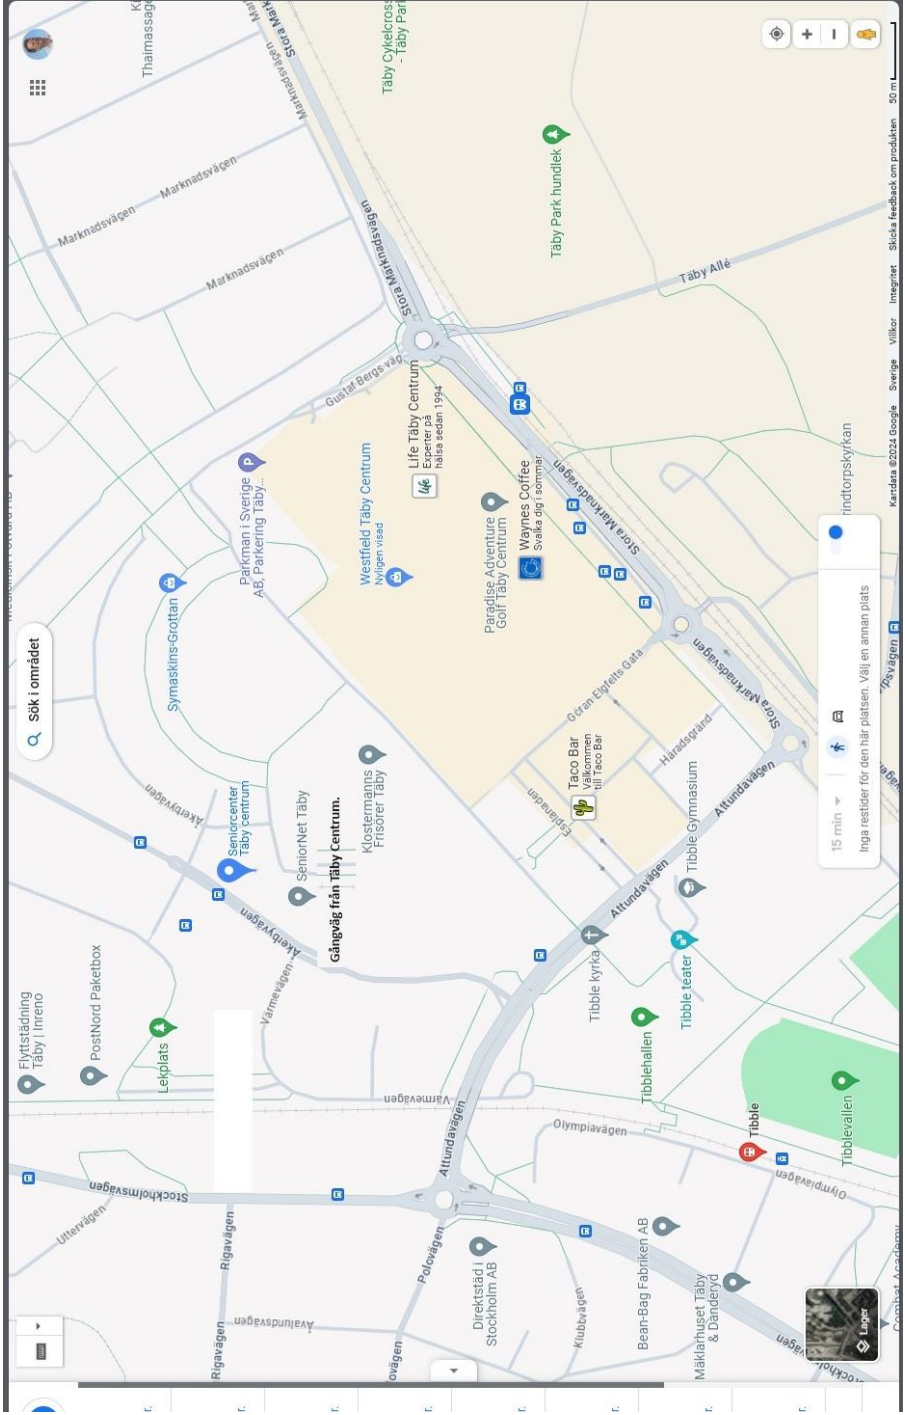 Sök i området
Flyttstädning
Täby | Inreno
PostNord Paketbox
Thaimassage
Uttervägen
Stockholmsvägen
Lekplats
Åkerbyvägen
Symaskins-Grottan
Marknadsvägen
Marknadsvägen
Marknadsvägen
Marknadsvägen
Marknadsvägen
Rigavägen
Rigavägen
Avalundsvägen
Värmevägen
Seniorcenter
Täby centrum
Åkerbyvägen
SeniorNet Täby
Gångväg från Täby Centrum.
Parkman i Sverige
AB, Parkering Täby...
Stora Marknadsvägen
Gustaf Bergs väg
Klostermanns
Frisörer Täby
Westfield Täby Centrum
Nyligen visad
Täby Cykelcross
- Täby Park
Värmevägen
Polovägen
Attundavägen
Life Täby Centrum
Experter på
hälsa sedan 1994
Direktstäd i
Stockholm AB
Paradise Adventure
Golf Täby Centrum
Waynes Coffee
Svalka dig i sommar
Täby Park hundlek
Esplanaden
Taco Bar
Välkommen
till Taco Bar
Göran Elgfelts Gata
Stora Marknadsvägen
Klubbvägen
Olympiavägen
Tibble kyrka
Attundavägen
Bean-Bag Fabriken AB
Tibblehallen
Tibble teater
Tibble Gymnasium
Häradsgränd
Täby Allé
Mäklarhuset Täby
& Danderyd
Tibble
Attundavägen
Stora Marknadsvägen
Olympiavägen
Tibblevallen
15 min
Inga restider för den här platsen. Välj en annan plats
Lager
Kartdata ©2024 Google
Sverige
Villkor
Integritet
Skicka feedback om produkten
50 m